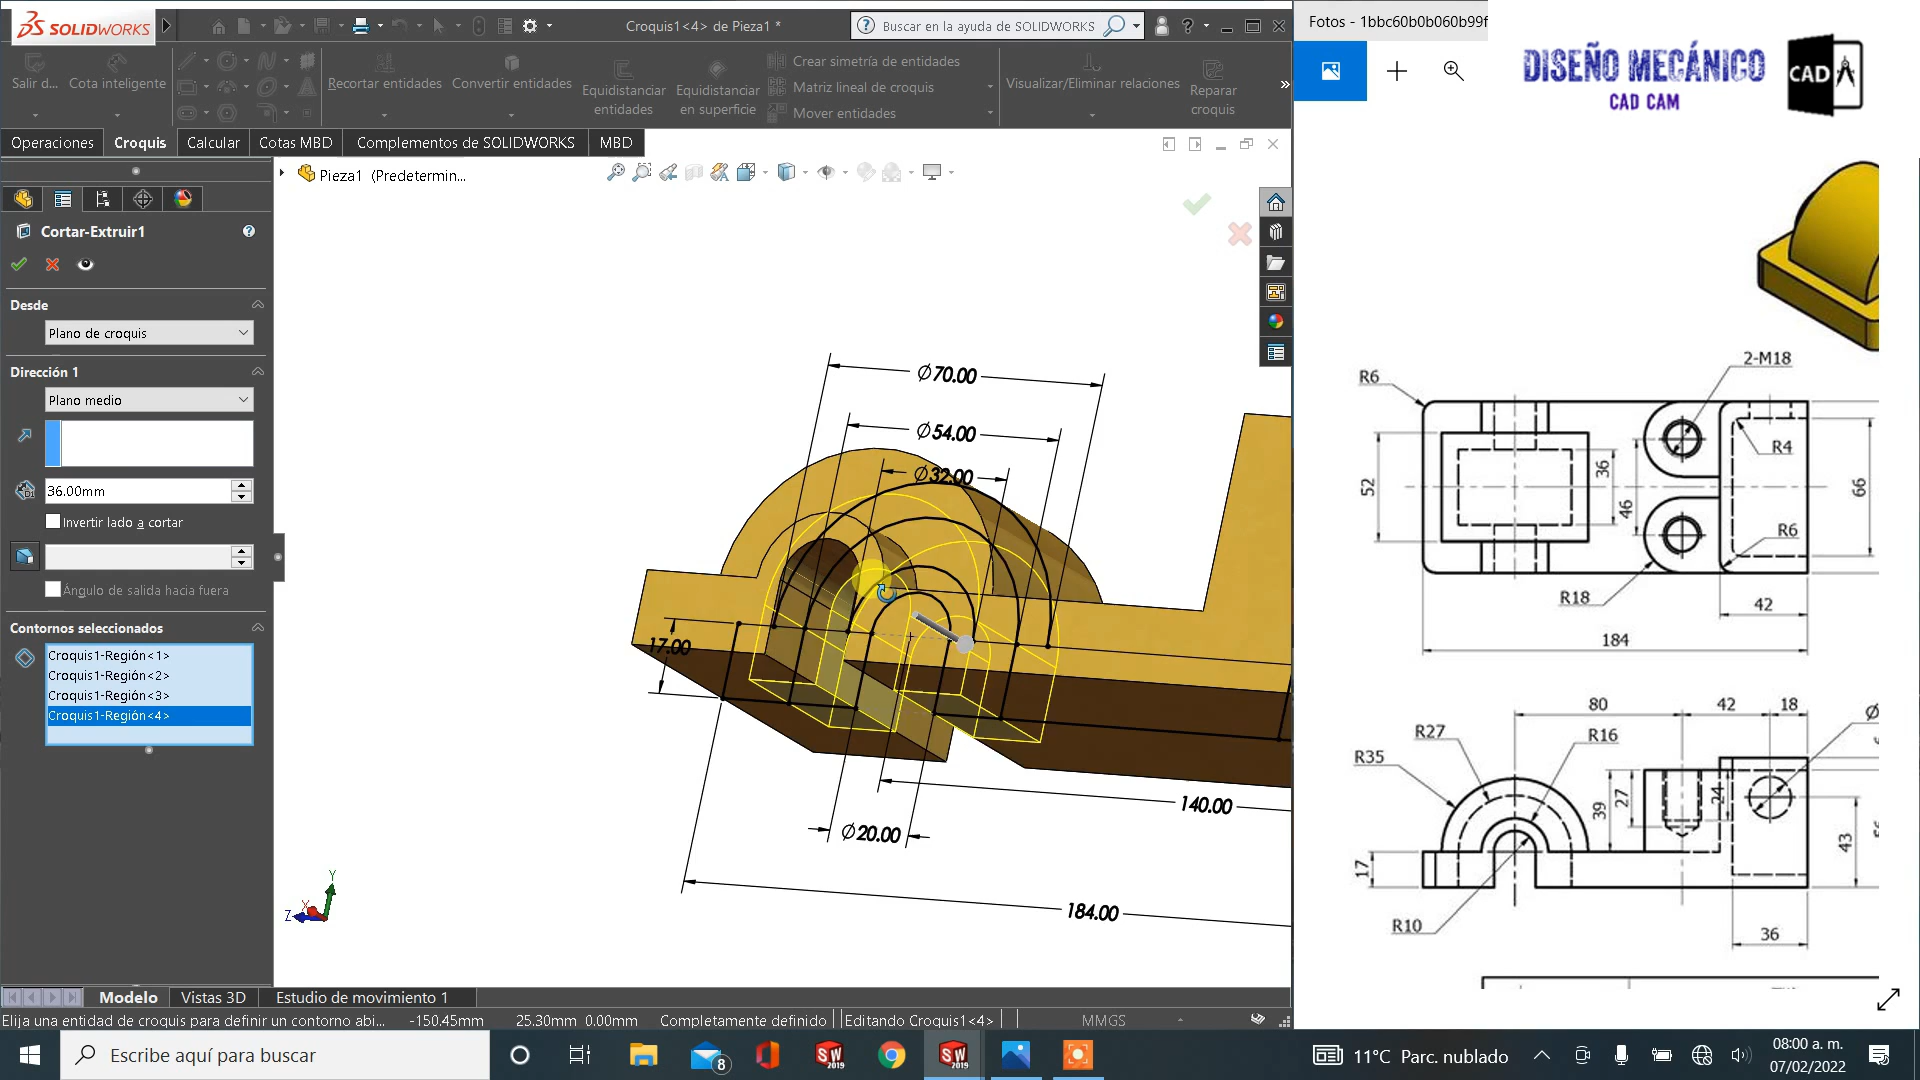 SOLIDWORKS
Croquis1<4> de Pieza1 *
Buscar en la ayuda de SOLIDWORKS
Fotos - 1bbc60b0b060b99f
DISEÑO MECÁNICO
CAD CAM
CAD
Salir d...
Cota inteligente
Recortar entidades
Convertir entidades
Equidistanciar entidades
Equidistanciar en superficie
Crear simetría de entidades
Matriz lineal de croquis
Mover entidades
Visualizar/Eliminar relaciones
Reparar croquis
Operaciones
Croquis
Calcular
Cotas MBD
Complementos de SOLIDWORKS
MBD
Pieza1 (Predetermin...
Cortar-Extruir1
Desde
Plano de croquis
Dirección 1
Plano medio
36.00mm
Invertir lado a cortar
Ángulo de salida hacia fuera
Contornos seleccionados
Croquis1-Región<1>
Croquis1-Región<2>
Croquis1-Región<3>
Croquis1-Región<4>
Ø70.00
Ø54.00
Ø32.00
17.00
140.00
Ø20.00
184.00
Y
X
Z
2-M18
R6
R4
36
52
46
66
R6
R18
42
184
80
42
18
Ø
R27
R16
R35
39
27
24
43
17
R10
36
Modelo
Vistas 3D
Estudio de movimiento 1
Elija una entidad de croquis para definir un contorno abi...
-150.45mm
25.30mm
0.00mm
Completamente definido
Editando Croquis1<4>
MMGS
Escribe aquí para buscar
8
SW
2019
SW
2019
11°C Parc. nublado
08:00 a. m.
07/02/2022